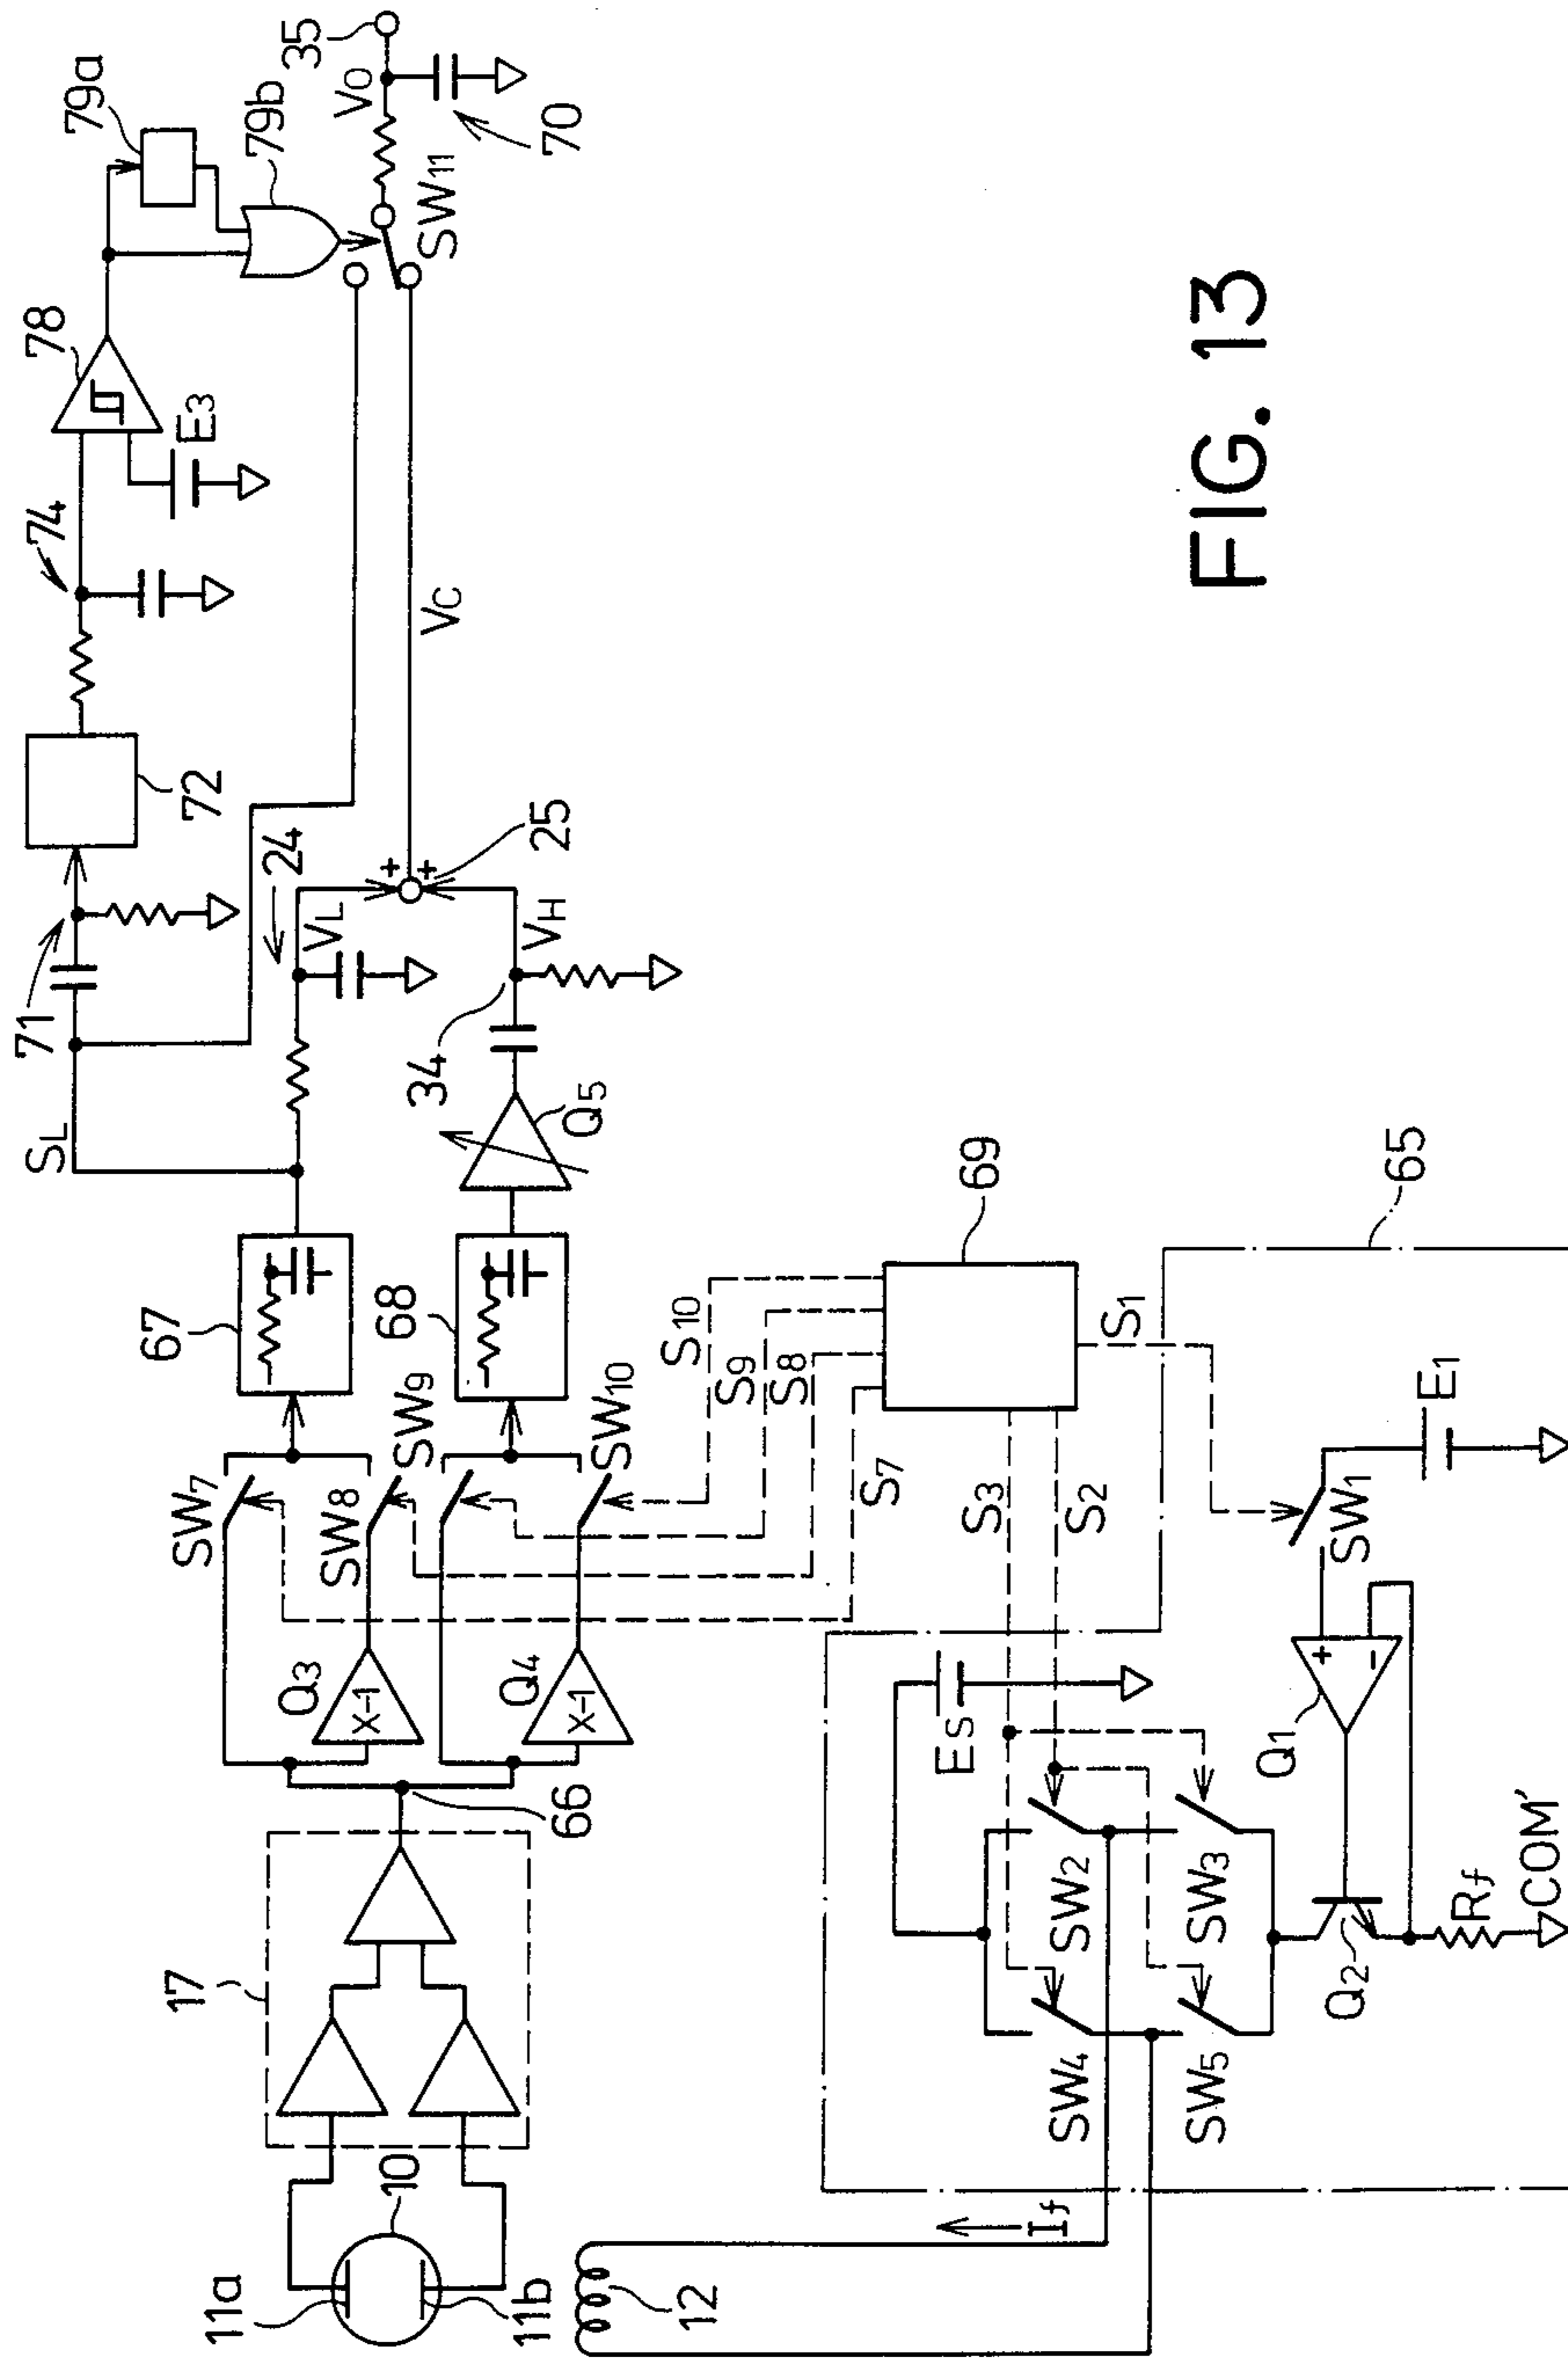 11a
10
11b
12
If
17
66
Q3
X-1
Q4
X-1
SW7
SW8
SW9
SW10
67
68
SL
71
72
74
78
E3
79a
79b
24
VL
34
VH
Q5
25
VC
SW11
VO
35
70
+
+
S10
S9
S8
S7
69
S3
S2
S1
65
ES
SW2
SW3
SW4
SW5
Q1
+
-
Q2
Rf
COM'
SW1
E1
FIG. 13